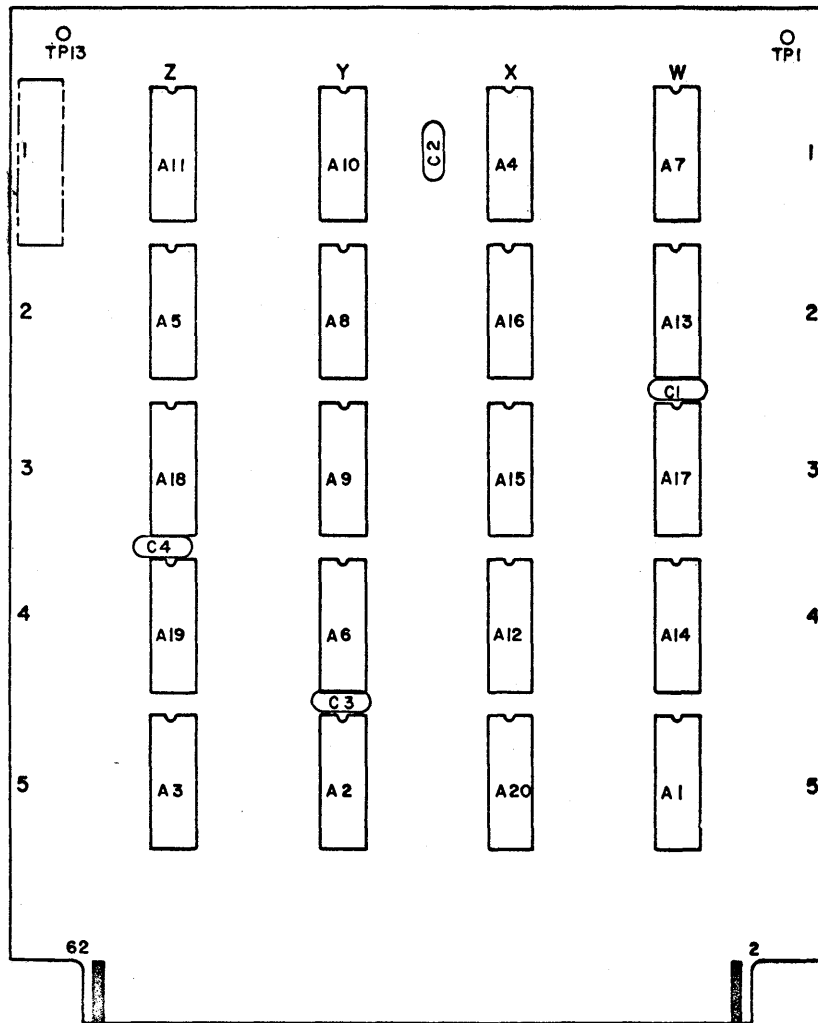 TP13 TP1
Z Y X W
1 A11 A10 C2 A4 A7 1
2 A5 A8 A16 A13 2
C1
3 A18 A9 A15 A17 3
C4
4 A19 A6 A12 A14 4
C3
5 A3 A2 A20 A1 5
62 2